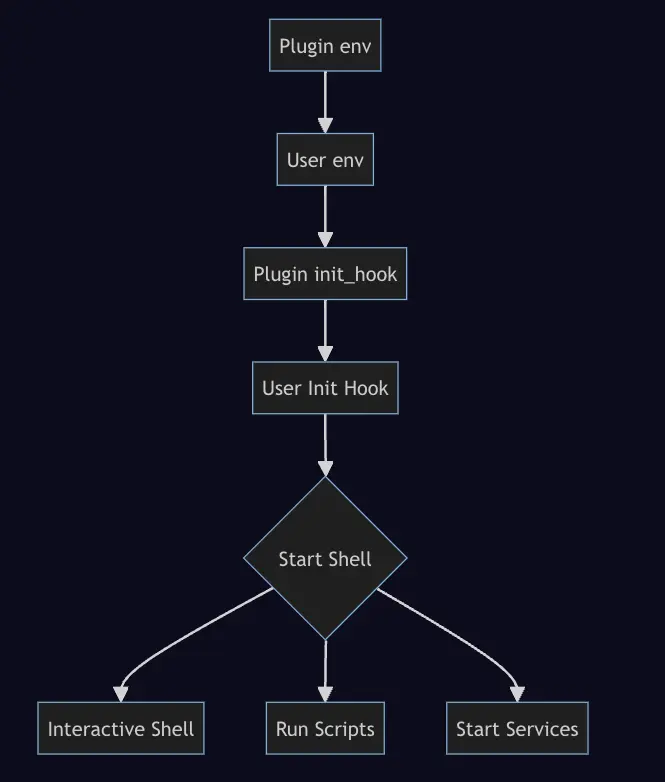 Plugin env
User env
Plugin init_hook
User Init Hook
Start Shell
Interactive Shell
Run Scripts
Start Services